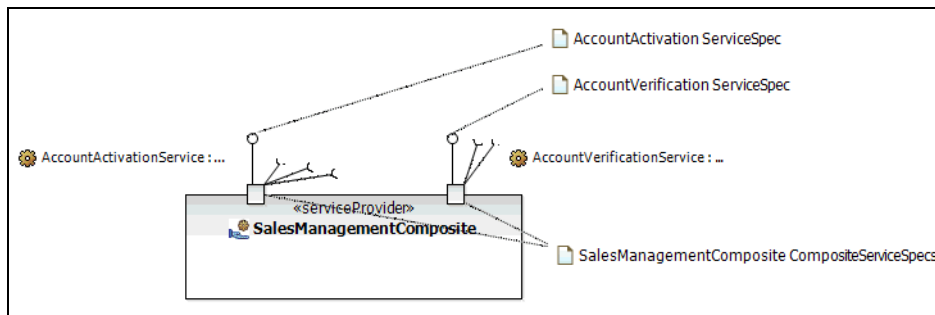 AccountActivation ServiceSpec
AccountVerification ServiceSpec
AccountActivationService : ...
AccountVerificationService : ...
«serviceProvider»
SalesManagementComposite
SalesManagementComposite CompositeServiceSpecs